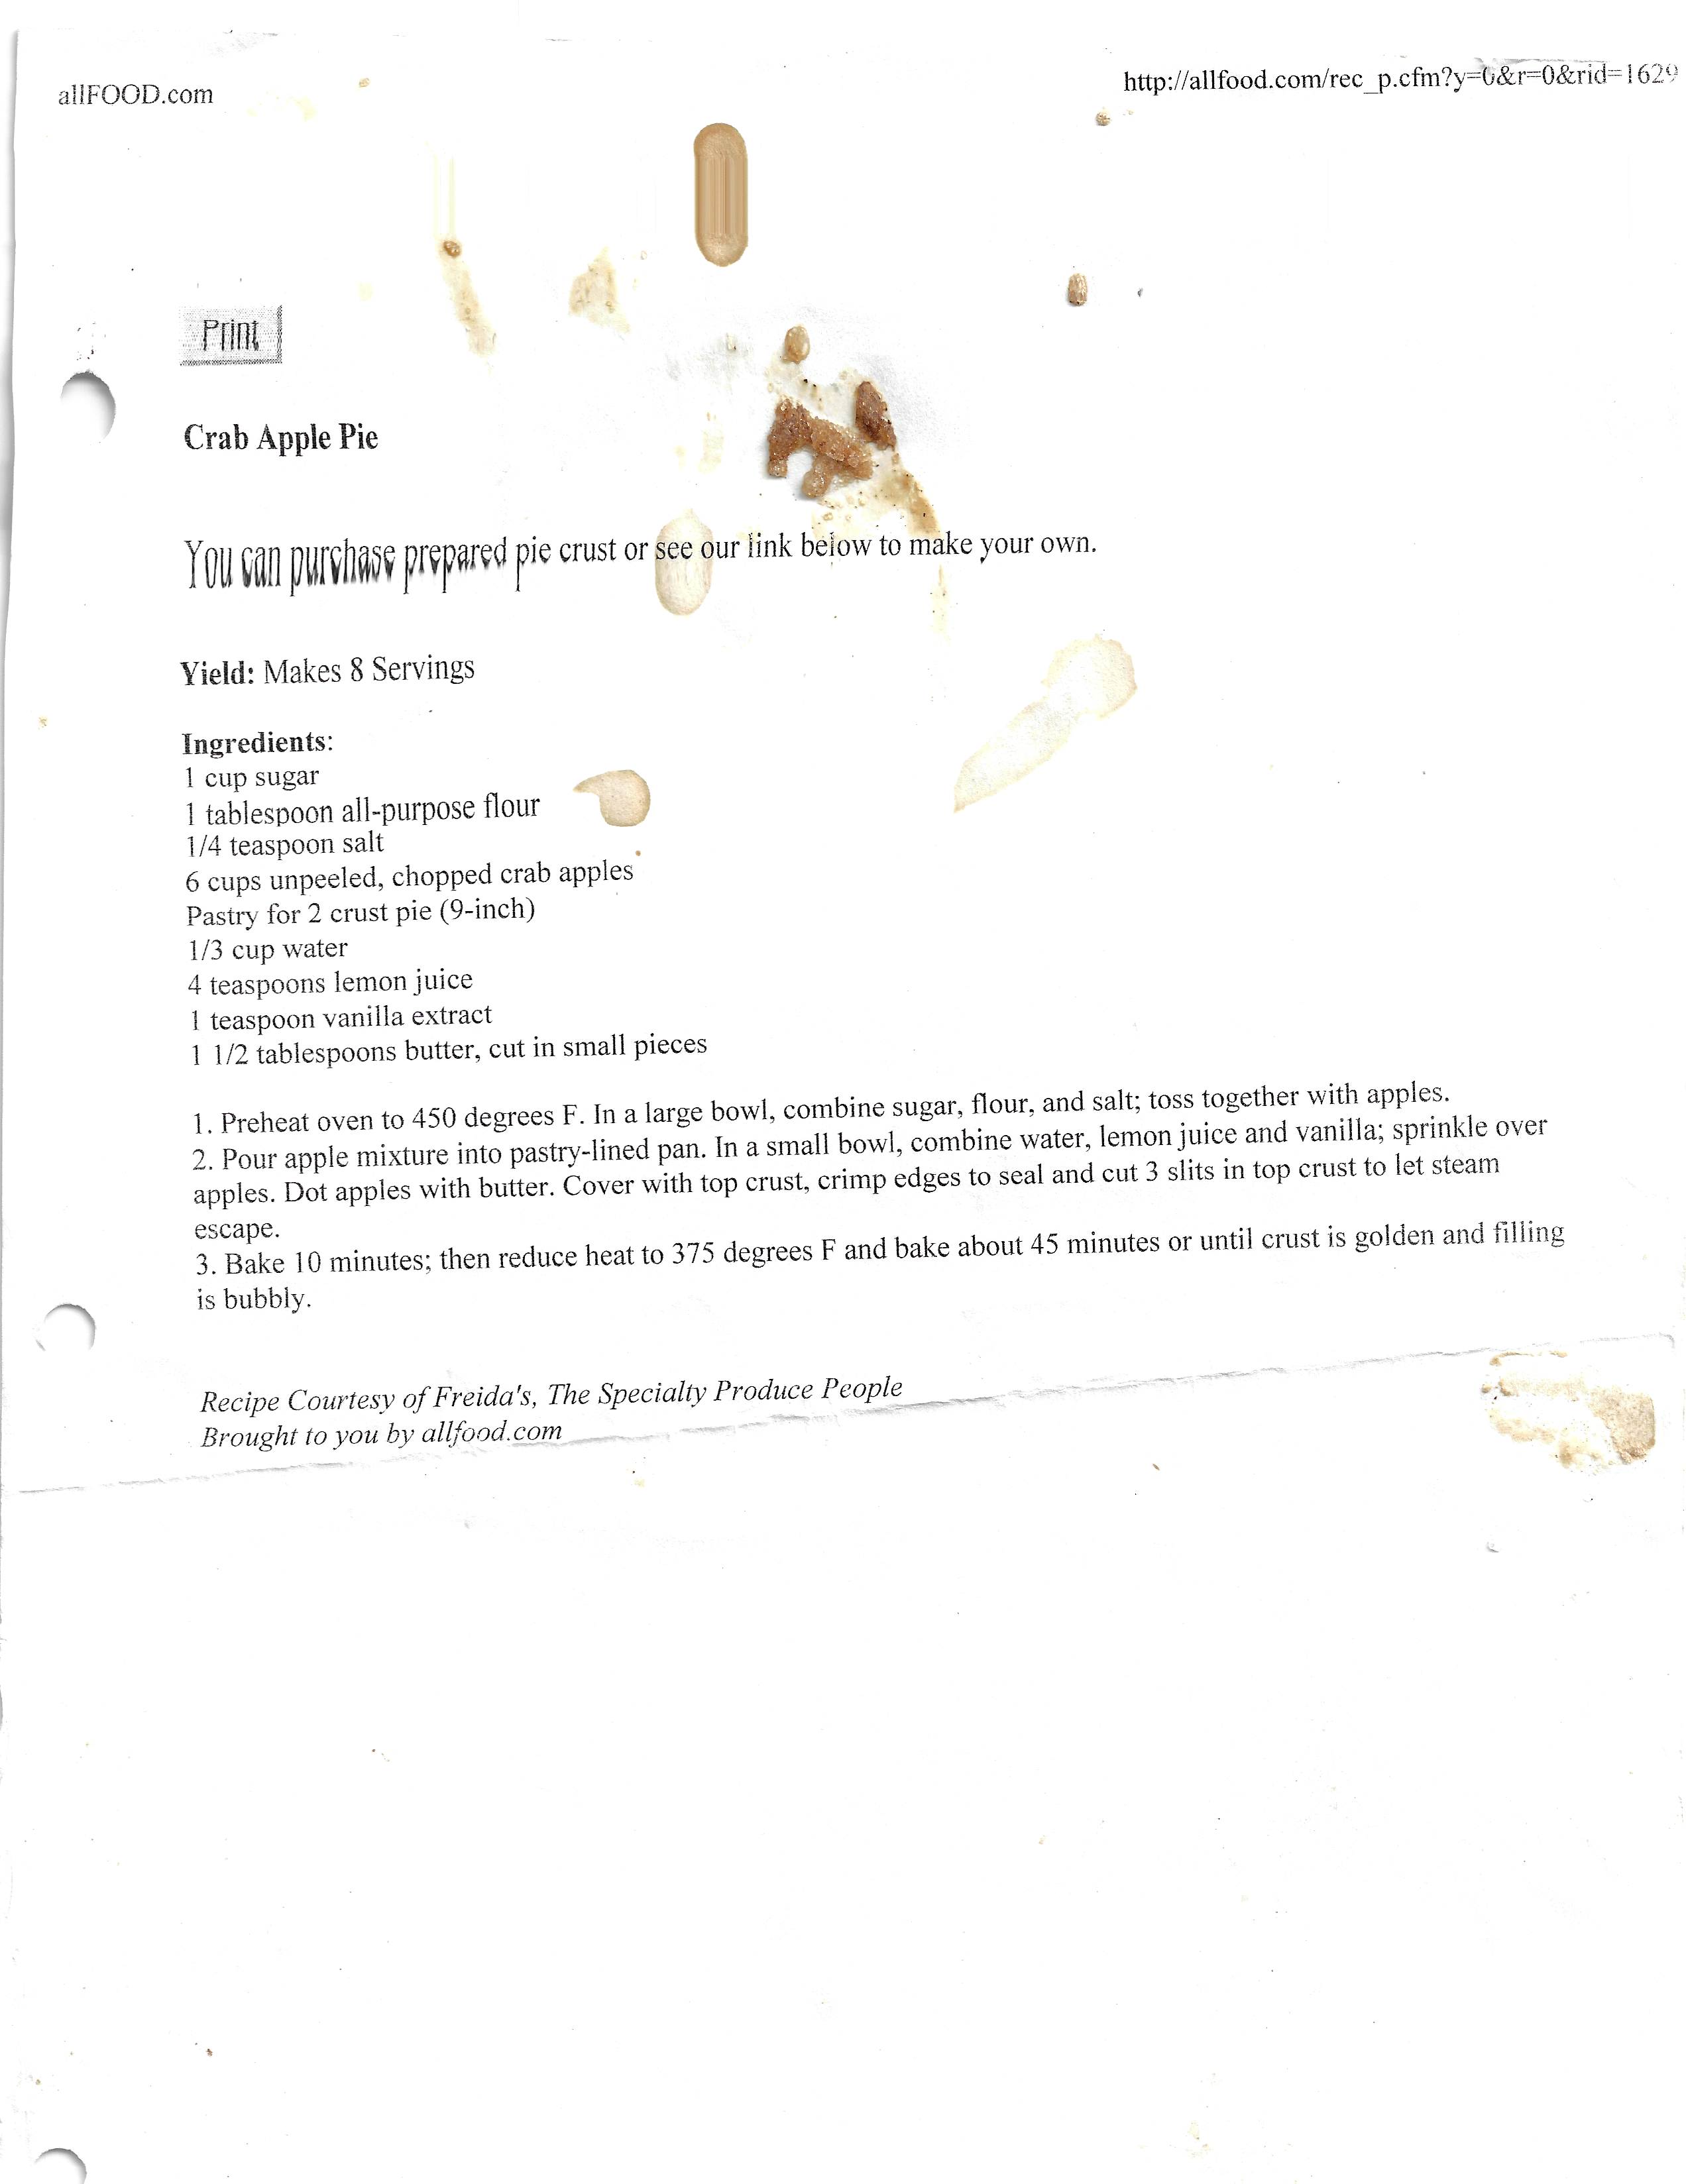 allFOOD.com
http://allfood.com/rec_p.cfm?y=0&r=0&rid=1629
Print
Crab Apple Pie
You can purchase prepared pie crust or see our link below to make your own.
Yield: Makes 8 Servings
Ingredients:
1 cup sugar
1 tablespoon all-purpose flour
1/4 teaspoon salt
6 cups unpeeled, chopped crab apples
Pastry for 2 crust pie (9-inch)
1/3 cup water
4 teaspoons lemon juice
1 teaspoon vanilla extract
1 1/2 tablespoons butter, cut in small pieces
1. Preheat oven to 450 degrees F. In a large bowl, combine sugar, flour, and salt; toss together with apples.
2. Pour apple mixture into pastry-lined pan. In a small bowl, combine water, lemon juice and vanilla; sprinkle over
apples. Dot apples with butter. Cover with top crust, crimp edges to seal and cut 3 slits in top crust to let steam
escape.
3. Bake 10 minutes; then reduce heat to 375 degrees F and bake about 45 minutes or until crust is golden and filling
is bubbly.
Recipe Courtesy of Freida's, The Specialty Produce People
Brought to you by allfood.com